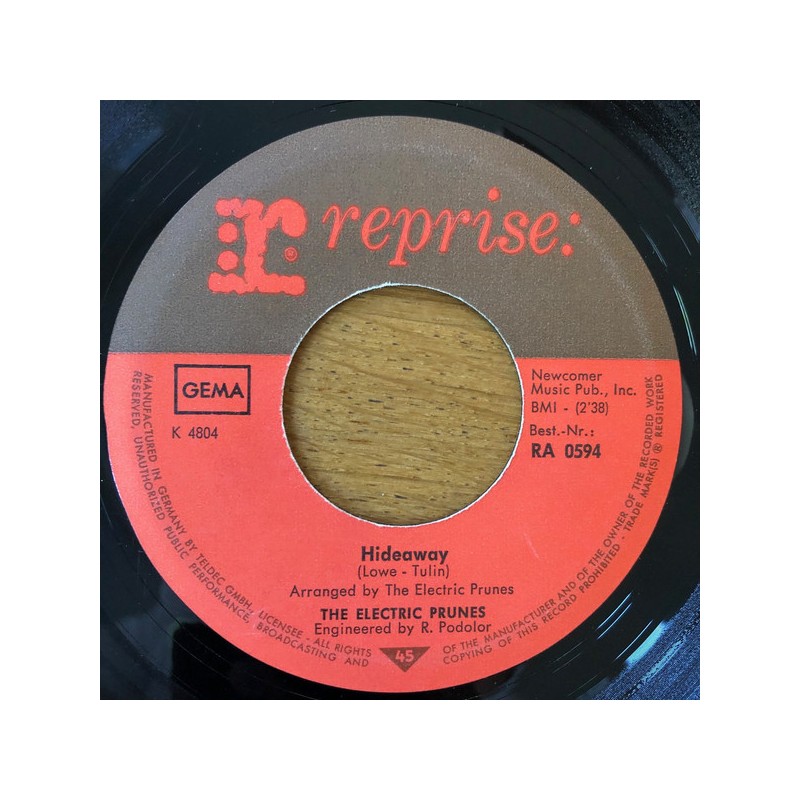 r® reprise:
GEMA
K 4804
Newcomer
Music Pub., Inc.
BMI - (2'38)
Best.-Nr.:
RA 0594
Hideaway
(Lowe - Tulin)
Arranged by The Electric Prunes
THE ELECTRIC PRUNES
Engineered by R. Podolor
45
MANUFACTURED IN GERMANY BY TELDEC GMBH., LICENSEE - ALL RIGHTS
RESERVED, UNAUTHORIZED PUBLIC PERFORMANCE, BROADCASTING AND
COPYING OF THIS RECORD PROHIBITED - TRADE MARK(S) ® REGISTERED
OF THE MANUFACTURER AND OF THE OWNER OF THE RECORDED WORK